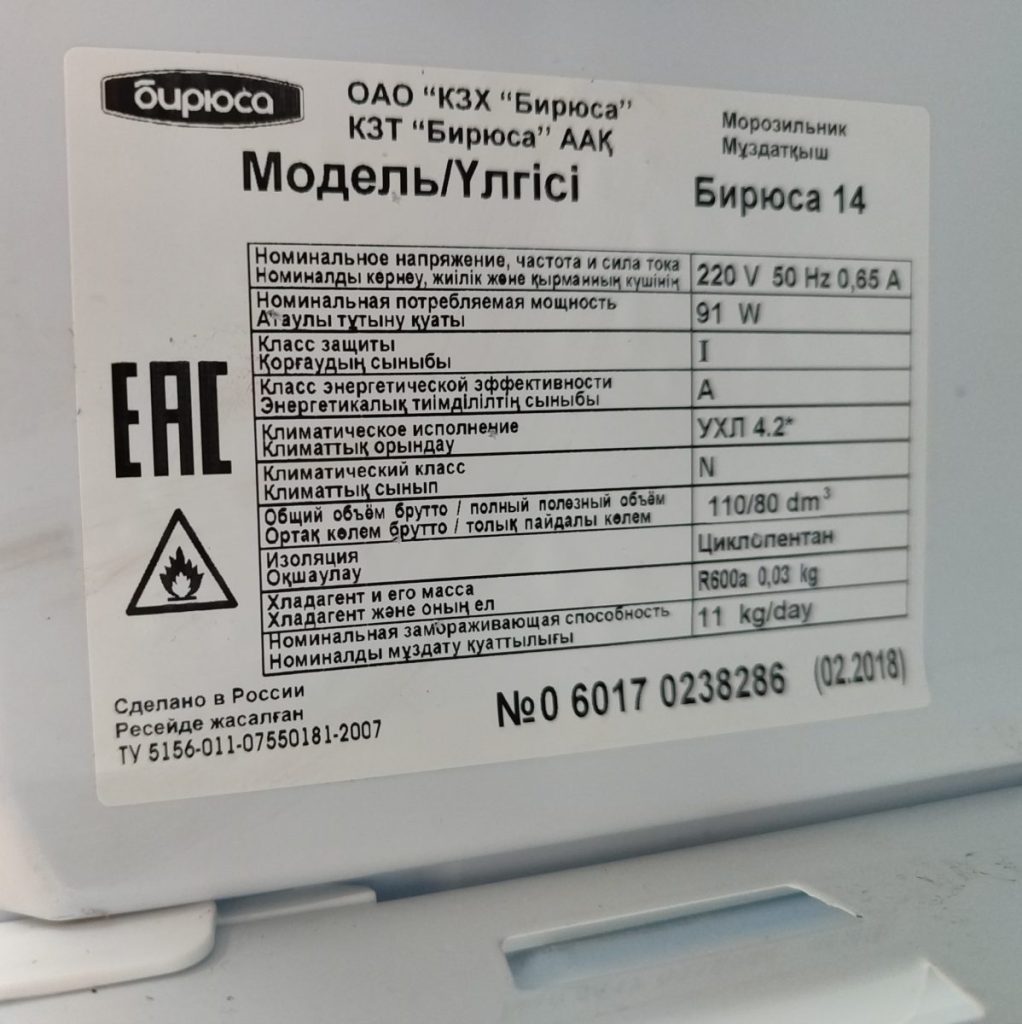 бирюса
ОАО "КЗХ "Бирюса"
КЗТ "Бирюса" ААҚ
Морозильник
Мұздатқыш
Модель/Үлгісі
Бирюса 14
Номинальное напряжение, частота и сила тока
Номиналды кернеу, жиілік және қырманның күшінің
220 V 50 Hz 0,65 A
Номинальная потребляемая мощность
Атаулы тұтыну қуаты
91 W
Класс защиты
Қорғаудың сыныбы
I
Класс энергетической эффективности
Энергетикалық тиімділілтің сыныбы
A
Климатическое исполнение
Климаттық орындау
УХЛ 4.2*
Климатический класс
Климаттық сынып
N
Общий объём брутто / полный полезный объём
Ортақ көлем брутто / толық пайдалы көлем
110/80 dm³
Изоляция
Оқшаулау
Циклопентан
Хладагент и его масса
Хладагент және оның ел
R600a 0,03 kg
Номинальная замораживающая способность
Номиналды мұздату қуаттылығы
11 kg/day
EAC
Сделано в России
Ресейде жасалған
ТУ 5156-011-07550181-2007
№0 6017 0238286 (02.2018)